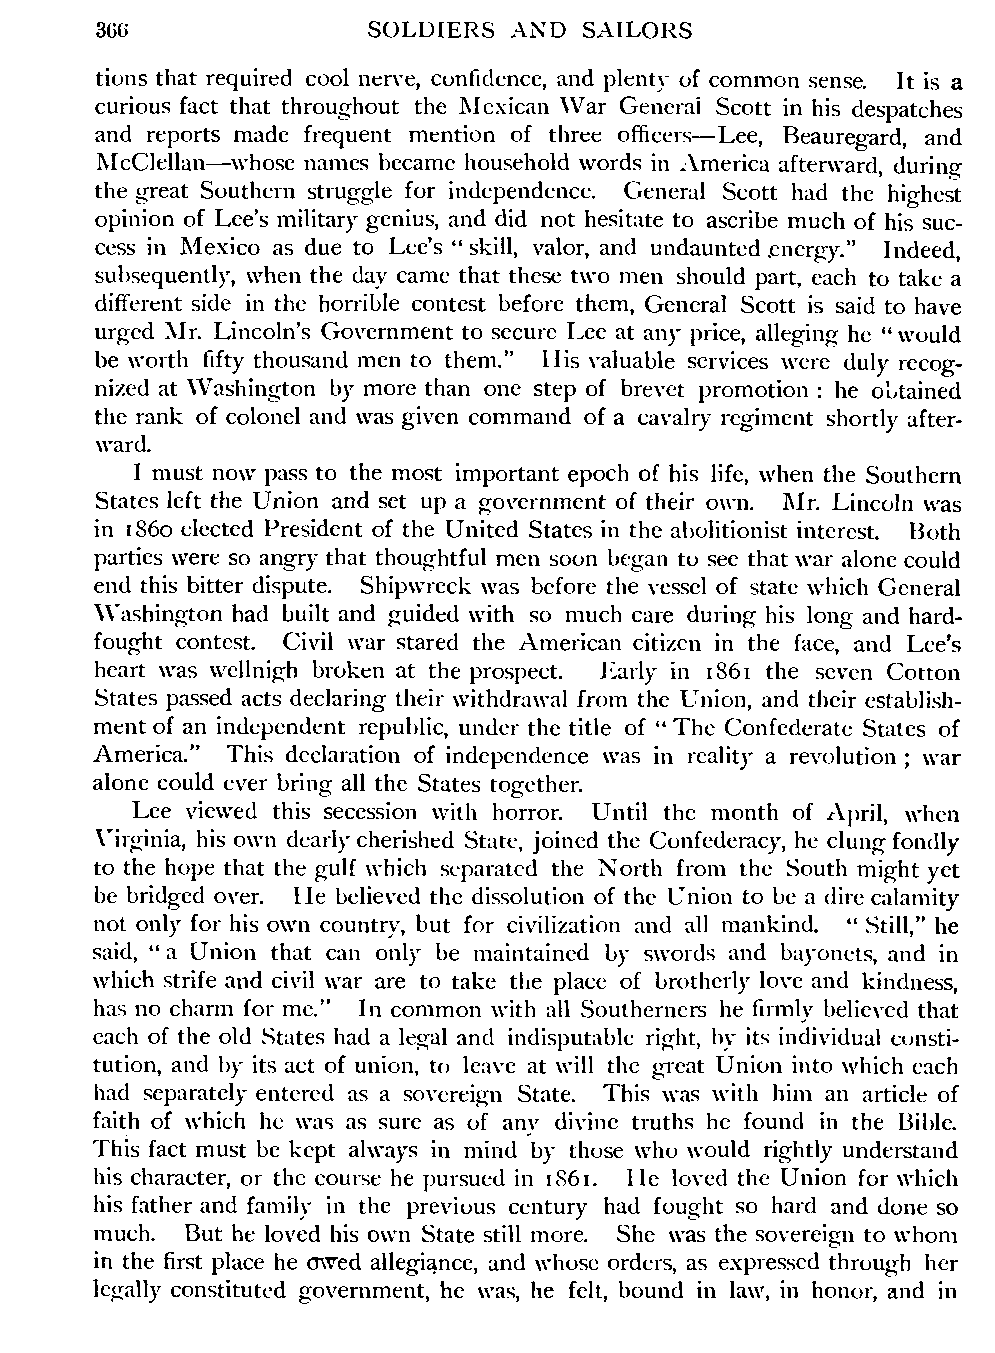 366 SOLDIERS AND SAILORS
tions that required cool nerve, confidence, and plenty of common sense. It is a
curious fact that throughout the Mexican War General Scott in his despatches
and reports made frequent mention of three officers—Lee, Beauregard, and
McClellan—whose names became household words in America afterward, during
the great Southern struggle for independence. General Scott had the highest
opinion of Lee's military genius, and did not hesitate to ascribe much of his suc-
cess in Mexico as due to Lee's “skill, valor, and undaunted energy.” Indeed,
subsequently, when the day came that these two men should part, each to take a
different side in the horrible contest before them, General Scott is said to have
urged Mr. Lincoln's Government to secure Lee at any price, alleging he “would
be worth fifty thousand men to them.” His valuable services were duly recog-
nized at Washington by more than one step of brevet promotion : he obtained
the rank of colonel and was given command of a cavalry regiment shortly after-
ward.
I must now pass to the most important epoch of his life, when the Southern
States left the Union and set up a government of their own. Mr. Lincoln was
in 1860 elected President of the United States in the abolitionist interest. Both
parties were so angry that thoughtful men soon began to see that war alone could
end this bitter dispute. Shipwreck was before the vessel of state which General
Washington had built and guided with so much care during his long and hard-
fought contest. Civil war stared the American citizen in the face, and Lee's
heart was wellnigh broken at the prospect. Early in 1861 the seven Cotton
States passed acts declaring their withdrawal from the Union, and their establish-
ment of an independent republic, under the title of “The Confederate States of
America.” This declaration of independence was in reality a revolution ; war
alone could ever bring all the States together.
Lee viewed this secession with horror. Until the month of April, when
Virginia, his own dearly cherished State, joined the Confederacy, he clung fondly
to the hope that the gulf which separated the North from the South might yet
be bridged over. He believed the dissolution of the Union to be a dire calamity
not only for his own country, but for civilization and all mankind. “Still,” he
said, “a Union that can only be maintained by swords and bayonets, and in
which strife and civil war are to take the place of brotherly love and kindness,
has no charm for me.” In common with all Southerners he firmly believed that
each of the old States had a legal and indisputable right, by its individual consti-
tution, and by its act of union, to leave at will the great Union into which each
had separately entered as a sovereign State. This was with him an article of
faith of which he was as sure as of any divine truths he found in the Bible.
This fact must be kept always in mind by those who would rightly understand
his character, or the course he pursued in 1861. He loved the Union for which
his father and family in the previous century had fought so hard and done so
much. But he loved his own State still more. She was the sovereign to whom
in the first place he owed allegiance, and whose orders, as expressed through her
legally constituted government, he was, he felt, bound in law, in honor, and in